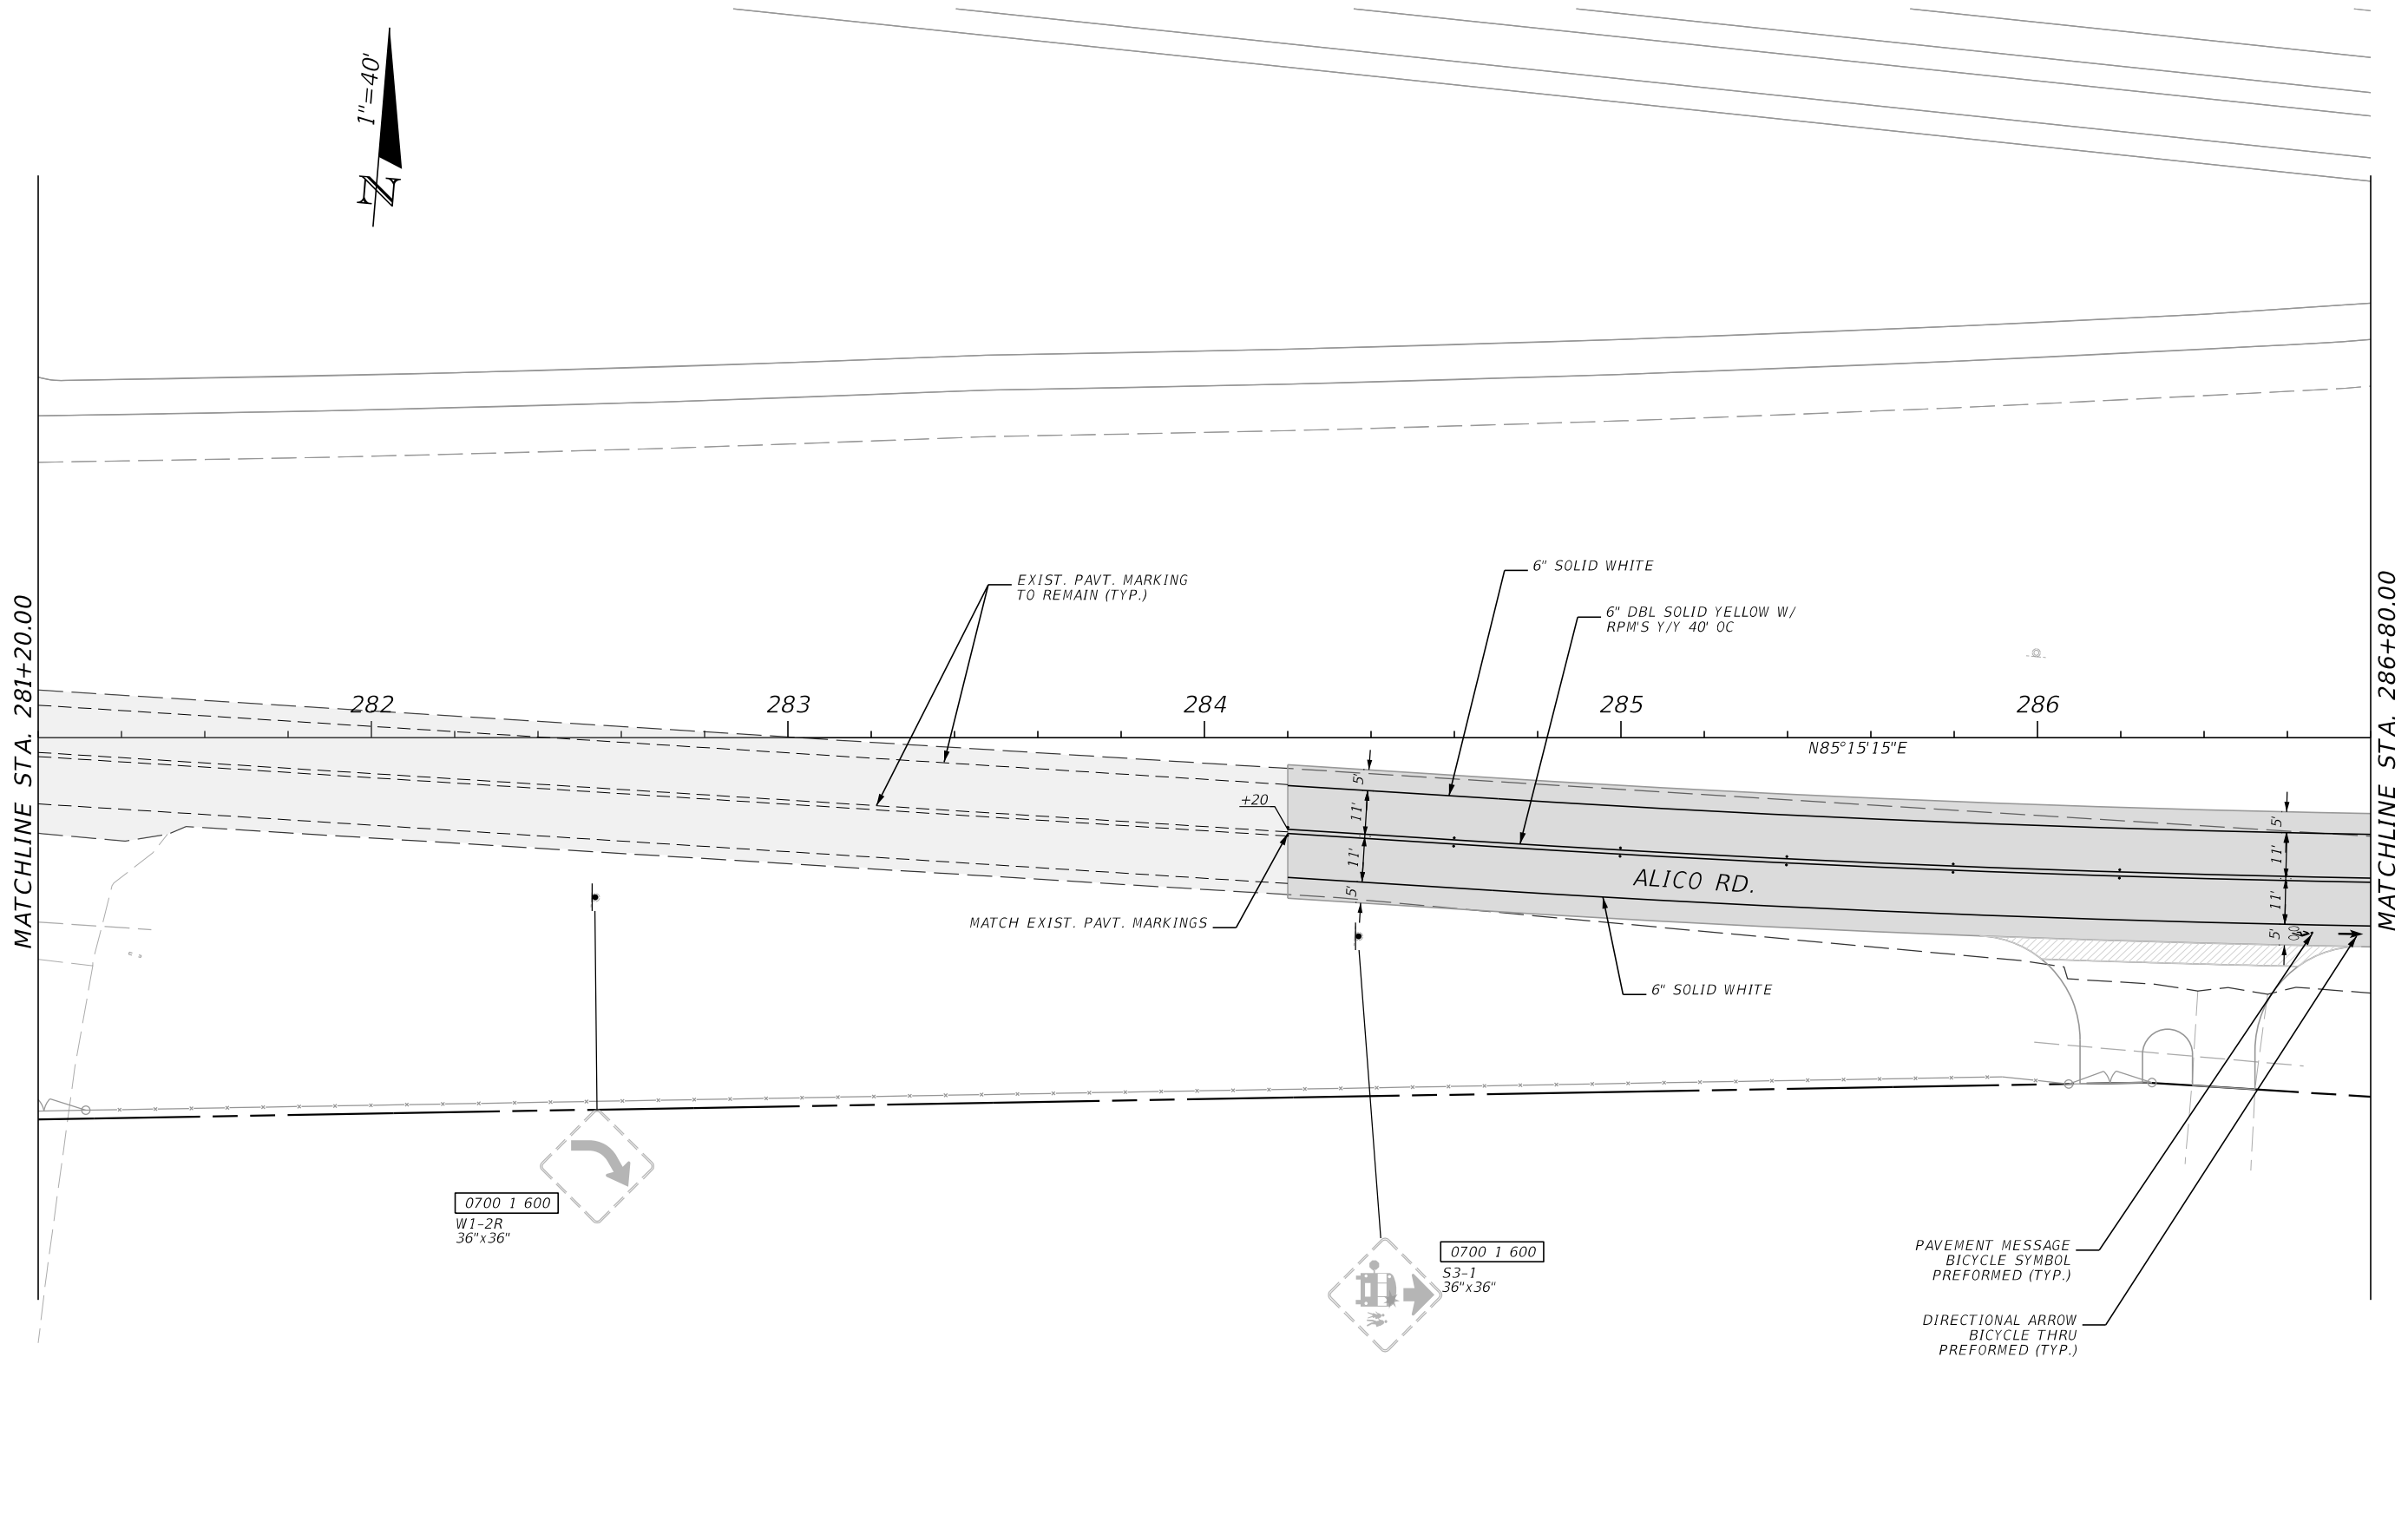 1"=40'
N
MATCHLINE STA. 281+20.00
MATCHLINE STA. 286+80.00
EXIST. PAVT. MARKING
TO REMAIN (TYP.)
6" SOLID WHITE
6" DBL SOLID YELLOW W/
RPM'S Y/Y 40' OC
282
283
284
285
286
N85°15'15"E
+20
5'
11'
11'
5'
5'
11'
11'
5'
ALICO RD.
MATCH EXIST. PAVT. MARKINGS
6" SOLID WHITE
0700 1 600
W1-2R
36"x36"
0700 1 600
S3-1
36"x36"
PAVEMENT MESSAGE
BICYCLE SYMBOL
PREFORMED (TYP.)
DIRECTIONAL ARROW
BICYCLE THRU
PREFORMED (TYP.)